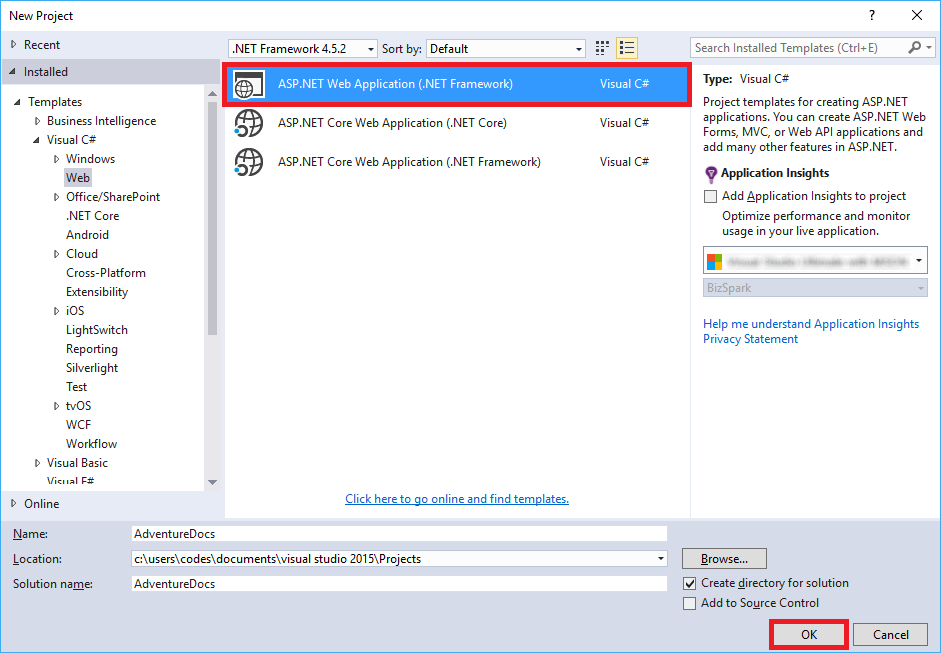 New Project
?
Recent
.NET Framework 4.5.2
Sort by:
Default
Search Installed Templates (Ctrl+E)
Installed
Templates
Business Intelligence
Visual C#
Windows
Web
Office/SharePoint
.NET Core
Android
Cloud
Cross-Platform
Extensibility
iOS
LightSwitch
Reporting
Silverlight
Test
tvOS
WCF
Workflow
Visual Basic
Visual F#
Online
ASP.NET Web Application (.NET Framework) Visual C#
ASP.NET Core Web Application (.NET Core) Visual C#
ASP.NET Core Web Application (.NET Framework) Visual C#
Click here to go online and find templates.
Type: Visual C#
Project templates for creating ASP.NET
applications. You can create ASP.NET Web
Forms, MVC, or Web API applications and
add many other features in ASP.NET.
Application Insights
Add Application Insights to project
Optimize performance and monitor
usage in your live application.
BizSpark
Help me understand Application Insights
Privacy Statement
Name: AdventureDocs
Location: c:\users\codes\documents\visual studio 2015\Projects
Browse...
Solution name: AdventureDocs
Create directory for solution
Add to Source Control
OK
Cancel